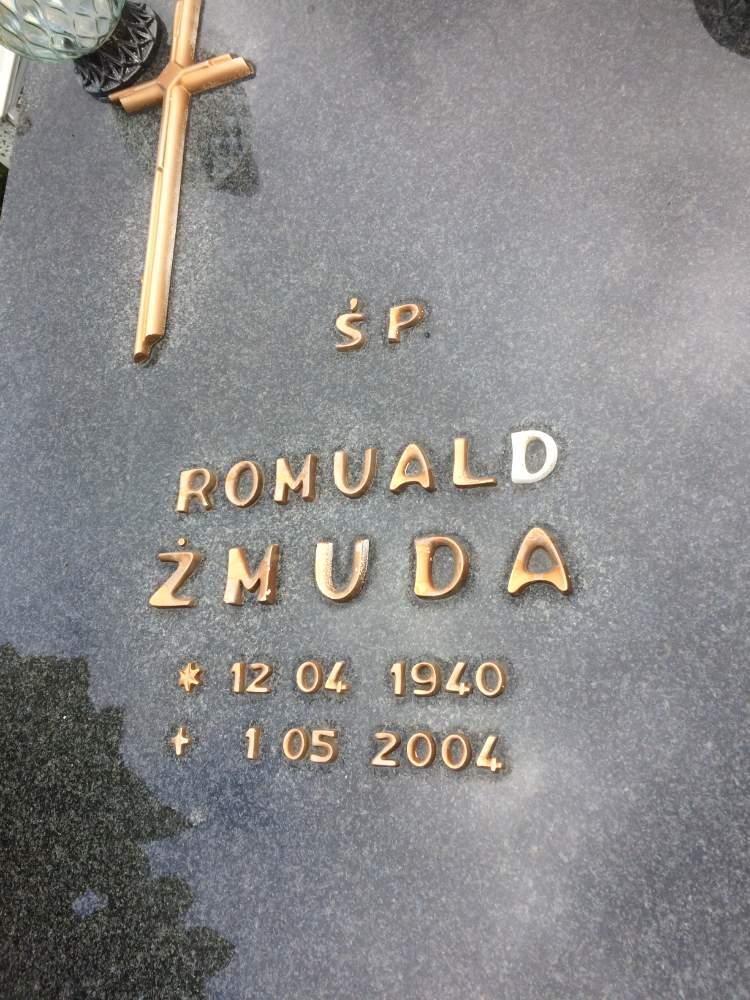 ŚP
ROMUALD
ŻMUDA
* 12 04 1940
+ 1 05 2004